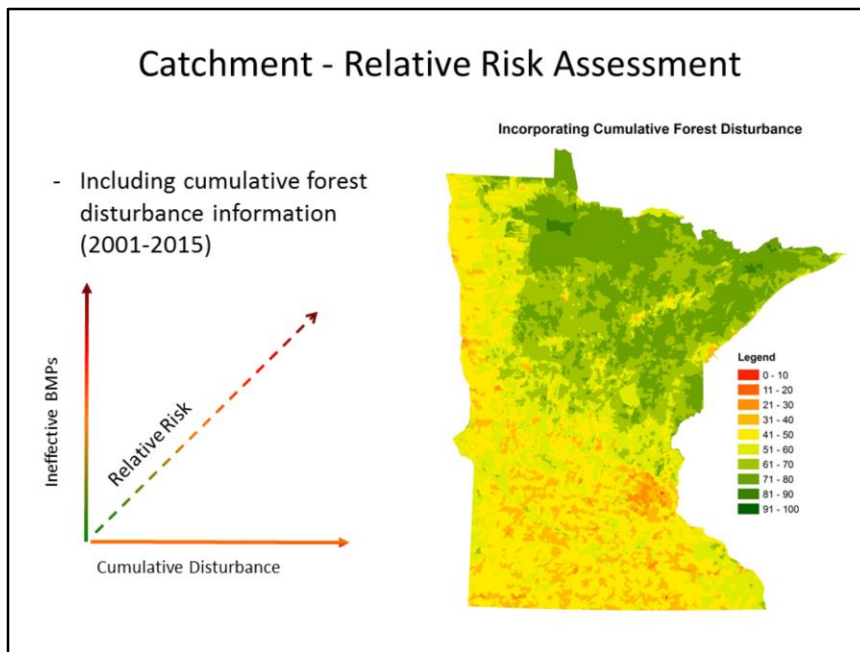 Catchment - Relative Risk Assessment
- Including cumulative forest
disturbance information
(2001-2015)
Ineffective BMPs
Relative Risk
Cumulative Disturbance
Incorporating Cumulative Forest Disturbance
Legend
0 - 10
11 - 20
21 - 30
31 - 40
41 - 50
51 - 60
61 - 70
71 - 80
81 - 90
91 - 100